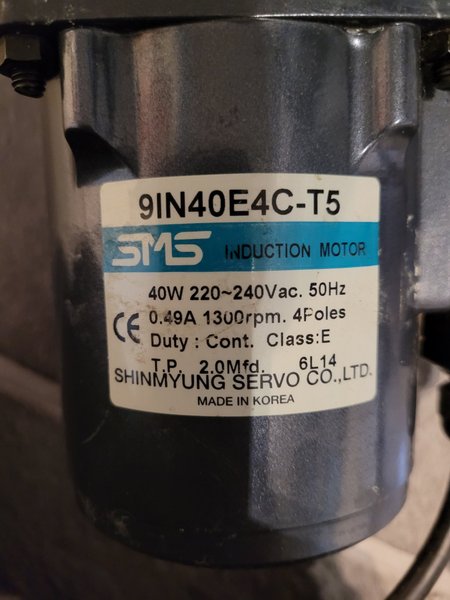 9IN40E4C-T5
SMS INDUCTION MOTOR
40W 220~240Vac. 50Hz
0.49A 1300rpm. 4Poles
CE Duty : Cont. Class:E
T.P. 2.0Mfd. 6L14
SHINMYUNG SERVO CO.,LTD.
MADE IN KOREA